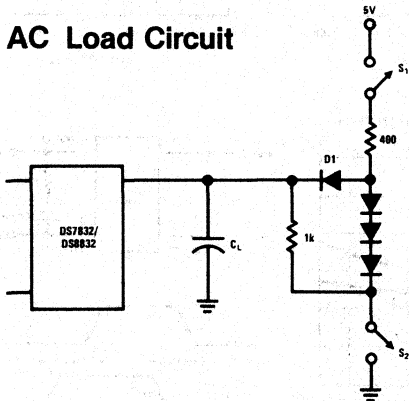 AC Load Circuit
5V
S1
400
D1
DS7832/
DS8832
1k
CL
S2